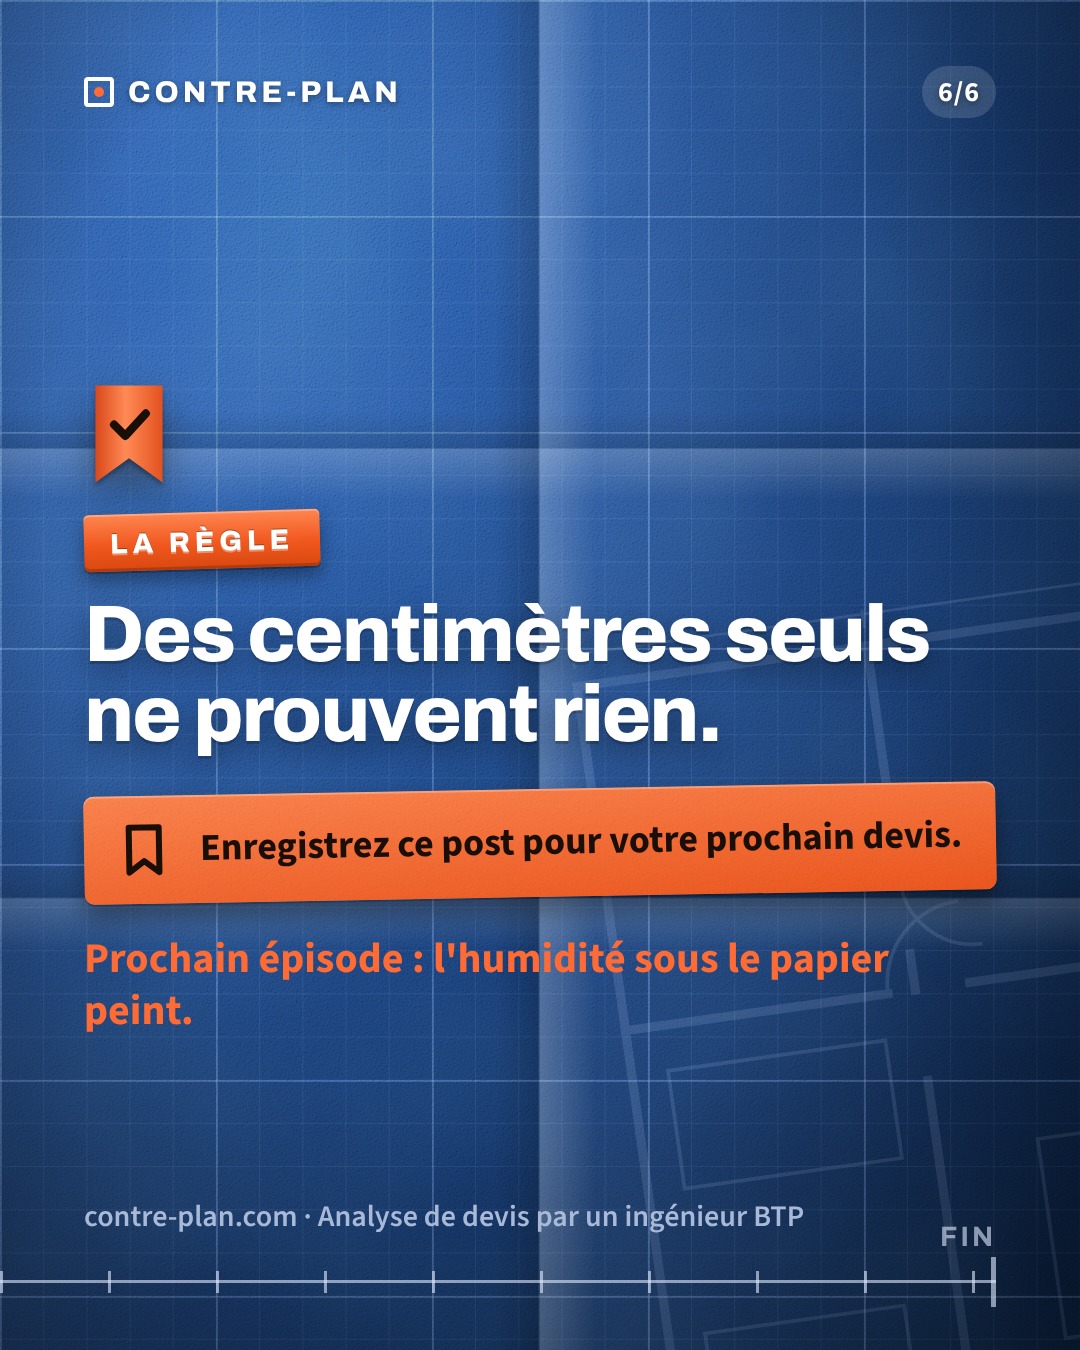 CONTRE-PLAN
6/6
LA RÈGLE
Des centimètres seuls
ne prouvent rien.
Enregistrez ce post pour votre prochain devis.
Prochain épisode : l'humidité sous le papier
peint.
contre-plan.com · Analyse de devis par un ingénieur BTP
FIN